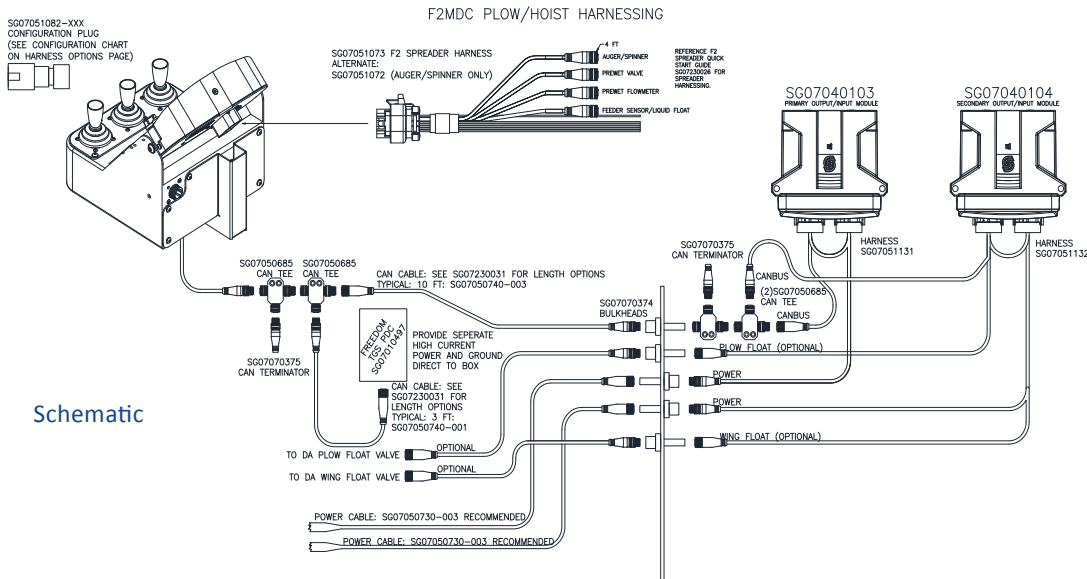 F2MDC PLOW/HOIST HARNESSING
SG07051082-XXX
CONFIGURATION PLUG
(SEE CONFIGURATION CHART
ON HARNESS OPTIONS PAGE)
SG07051073 F2 SPREADER HARNESS
ALTERNATE:
SG07051072 (AUGER/SPINNER ONLY)
4 FT
AUGER/SPINNER
PREWET VALVE
PREWET FLOWMETER
FEEDER SENSOR/LIQUID FLOAT
REFERENCE F2
SPREADER QUICK
START GUIDE
SG07230026 FOR
SPREADER
HARNESSING.
SG07040103
PRIMARY OUTPUT/INPUT MODULE
SG07040104
SECONDARY OUTPUT/INPUT MODULE
HARNESS
SG07051131
HARNESS
SG07051132
SG07050685
CAN TEE
SG07050685
CAN TEE
CAN CABLE: SEE SG07230031 FOR LENGTH OPTIONS
TYPICAL: 10 FT: SG07050740-003
SG07070375
CAN TERMINATOR
SG07070374
BULKHEADS
SG07070375
CAN TERMINATOR
CANBUS
(2)SG07050685
CAN TEE
CANBUS
FREEDOM
TGS PDC
SG07010497
PROVIDE SEPERATE
HIGH CURRENT
POWER AND GROUND
DIRECT TO BOX
CAN CABLE: SEE
SG07230031 FOR
LENGTH OPTIONS
TYPICAL: 3 FT:
SG07050740-001
PLOW FLOAT (OPTIONAL)
POWER
POWER
WING FLOAT (OPTIONAL)
Schematic
TO DA PLOW FLOAT VALVE
OPTIONAL
TO DA WING FLOAT VALVE
OPTIONAL
POWER CABLE: SG07050730-003 RECOMMENDED
POWER CABLE: SG07050730-003 RECOMMENDED